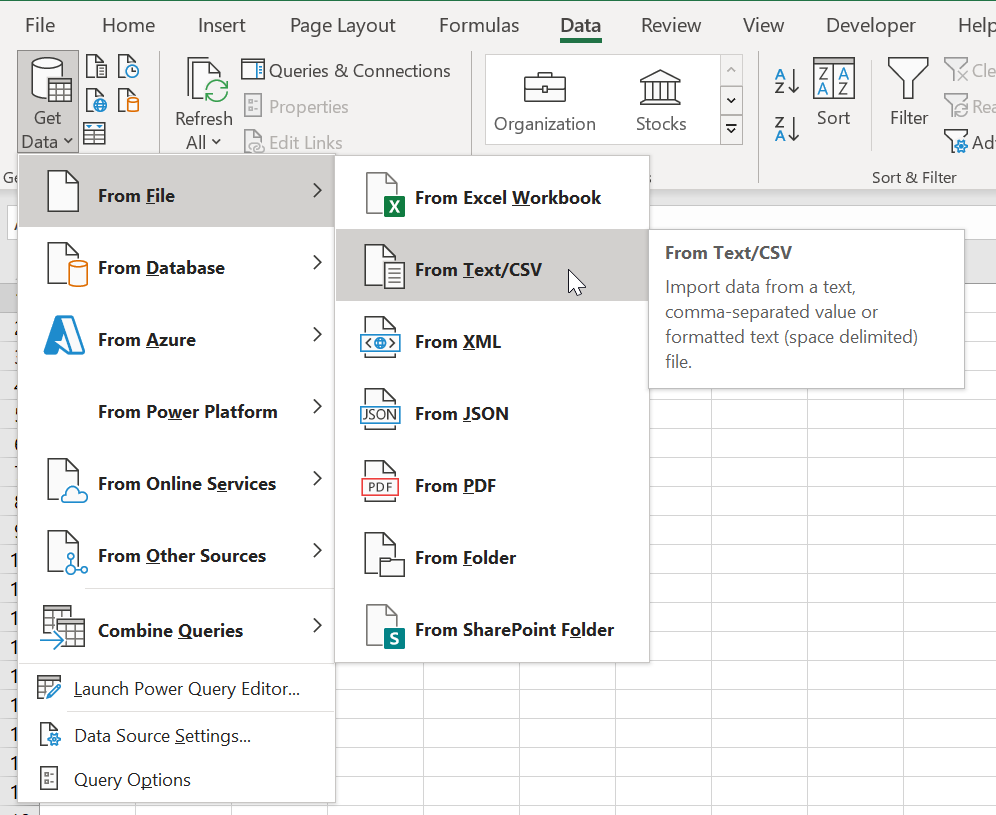 File Home Insert Page Layout Formulas Data Review View Developer Help
Get
Data
Refresh
All
Queries & Connections
Properties
Edit Links
Organization
Stocks
A
Z
Z
A
Z A
A Z
Sort
Filter
Sort & Filter
From File
From Database
From Azure
From Power Platform
From Online Services
From Other Sources
Combine Queries
Launch Power Query Editor...
Data Source Settings...
Query Options
X
From Excel Workbook
From Text/CSV
From XML
JSON
From JSON
PDF
From PDF
From Folder
S
From SharePoint Folder
From Text/CSV
Import data from a text,
comma-separated value or
formatted text (space delimited)
file.